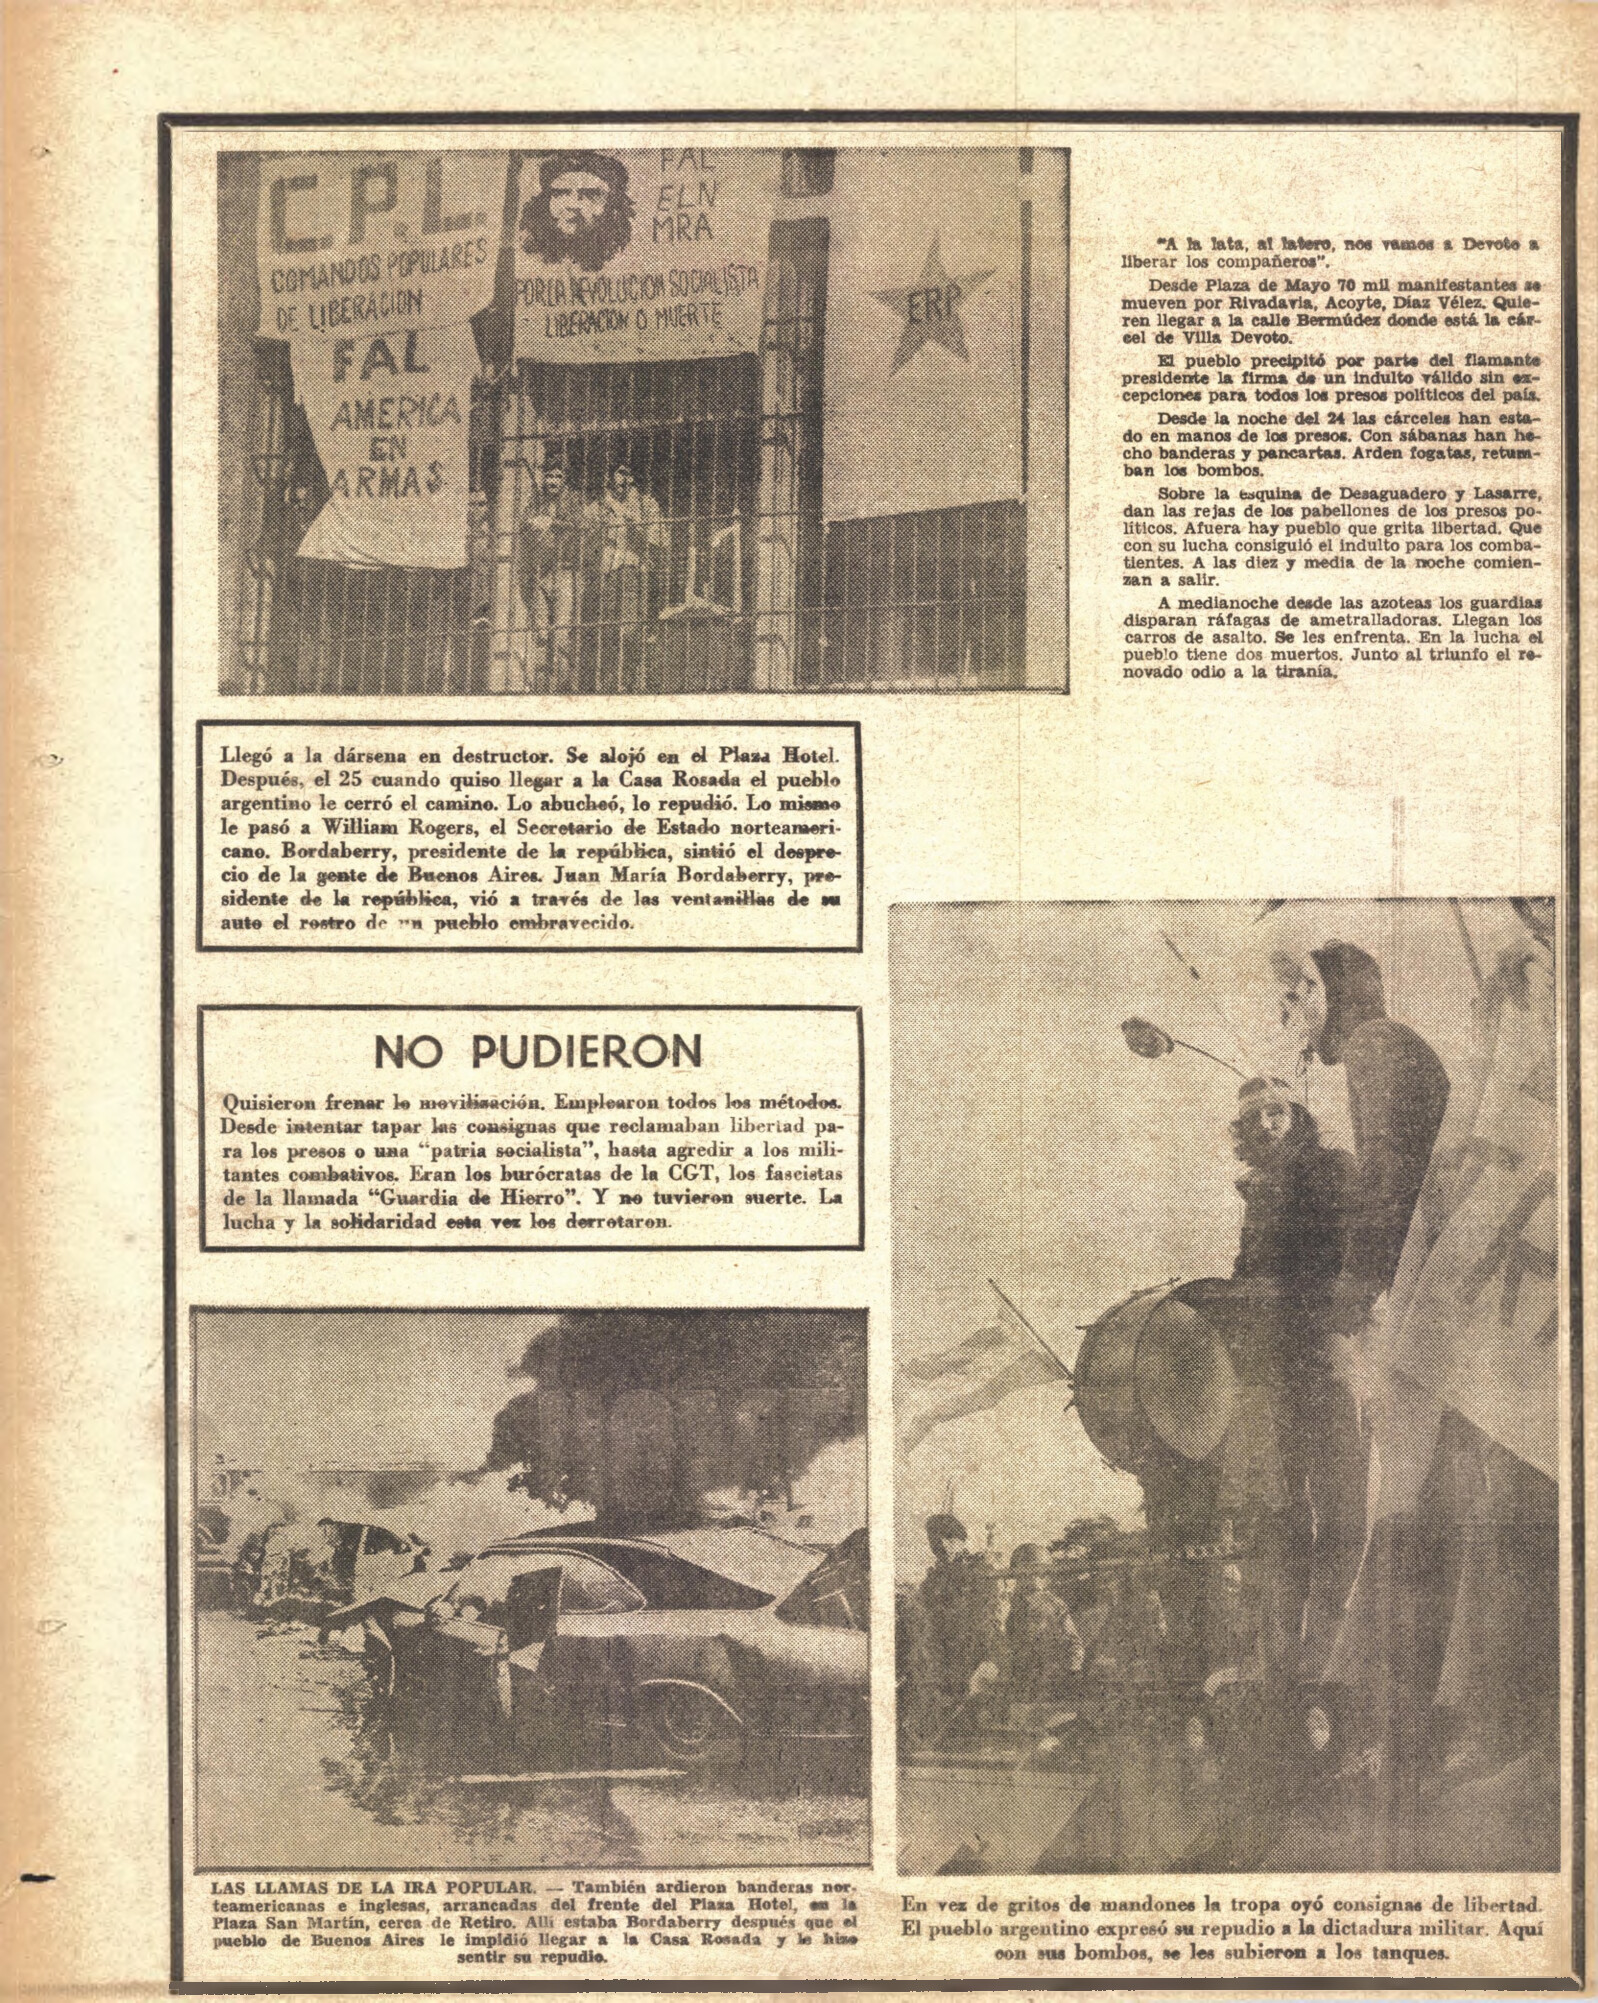 C.P.L.
COMANDOS POPULARES
DE LIBERACION
FAL
AMERICA
EN
ARMAS
FAL
ELN
MRA
POR LA REVOLUCION SOCIALISTA
LIBERACION O MUERTE
ERP
"A la lata, al latero, nos vamos a Devoto a
liberar los compañeros".
Desde Plaza de Mayo 70 mil manifestantes se
mueven por Rivadavia, Acoyte, Díaz Vélez. Quie-
ren llegar a la calle Bermúdez donde está la cár-
cel de Villa Devoto.
El pueblo precipitó por parte del flamante
presidente la firma de un indulto válido sin ex-
cepciones para todos los presos políticos del país.
Desde la noche del 24 las cárceles han esta-
do en manos de los presos. Con sábanas han he-
cho banderas y pancartas. Arden fogatas, retum-
ban los bombos.
Sobre la esquina de Desaguadero y Lasarre,
dan las rejas de los pabellones de los presos po-
líticos. Afuera hay pueblo que grita libertad. Que
con su lucha consiguió el indulto para los comba-
tientes. A las diez y media de la noche comien-
zan a salir.
A medianoche desde las azoteas los guardias
disparan ráfagas de ametralladoras. Llegan los
carros de asalto. Se les enfrenta. En la lucha el
pueblo tiene dos muertos. Junto al triunfo el re-
novado odio a la tiranía.
Llegó a la dársena en destructor. Se alojó en el Plaza Hotel.
Después, el 25 cuando quiso llegar a la Casa Rosada el pueblo
argentino le cerró el camino. Lo abucheó, lo repudió. Lo mismo
le pasó a William Rogers, el Secretario de Estado norteameri-
cano. Bordaberry, presidente de la república, sintió el despre-
cio de la gente de Buenos Aires. Juan María Bordaberry, pre-
sidente de la república, vió a través de las ventanillas de su
auto el rostro de un pueblo embravecido.
NO PUDIERON
Quisieron frenar lo movilización. Emplearon todos los métodos.
Desde intentar tapar las consignas que reclamaban libertad pa-
ra los presos o una "patria socialista", hasta agredir a los mili-
tantes combativos. Eran los burócratas de la CGT, los fascistas
de la llamada "Guardia de Hierro". Y no tuvieron suerte. La
lucha y la solidaridad esta vez los derrotaron.
LAS LLAMAS DE LA IRA POPULAR. — También ardieron banderas nor-
teamericanas e inglesas, arrancadas del frente del Plaza Hotel, en la
Plaza San Martín, cerca de Retiro. Allí estaba Bordaberry después que el
pueblo de Buenos Aires le impidió llegar a la Casa Rosada y le hizo
sentir su repudio.
En vez de gritos de mandones la tropa oyó consignas de libertad.
El pueblo argentino expresó su repudio a la dictadura militar. Aquí
con sus bombos, se les subieron a los tanques.